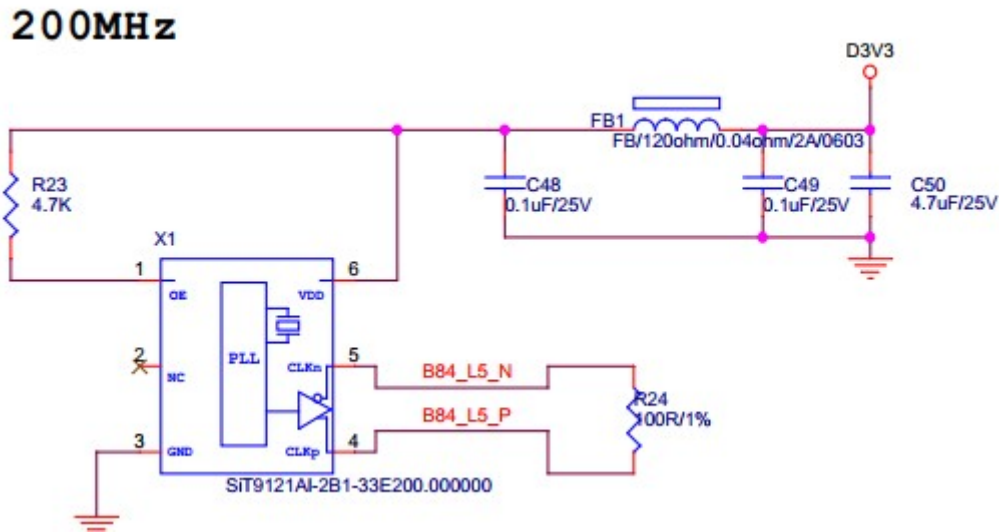 200MHz
D3V3
FB1
FB/120ohm/0.04ohm/2A/0603
R23
4.7K
C48
0.1uF/25V
C49
0.1uF/25V
C50
4.7uF/25V
X1
1
6
OE
VDD
2
5
NC
PLL
CLKn
B84_L5_N
R24
100R/1%
B84_L5_P
3
4
GND
CLKp
SiT9121AI-2B1-33E200.000000